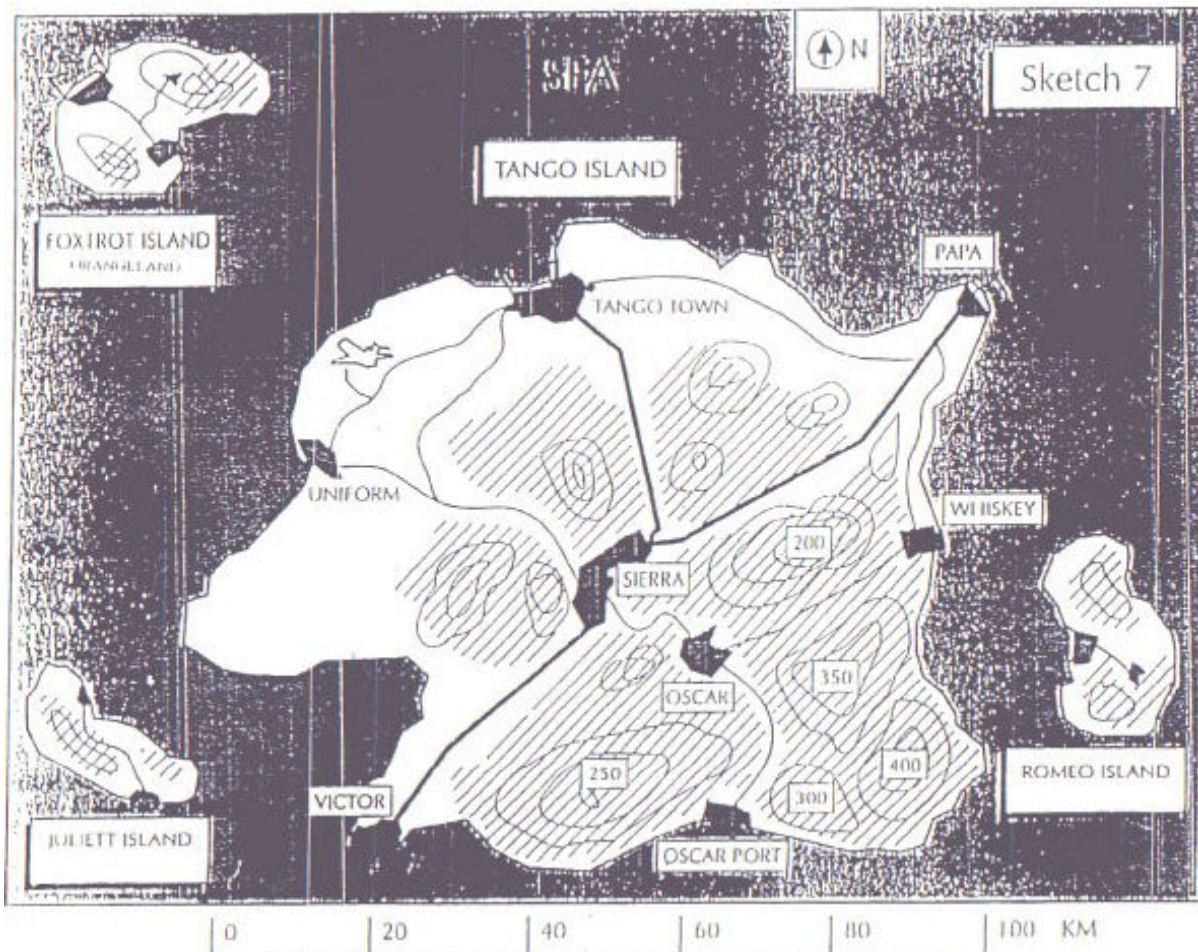 SEA
N
Sketch 7
TANGO ISLAND
FOXTROT ISLAND
ORANGELAND
PAPA
TANGO TOWN
UNIFORM
WHISKEY
200
SIERRA
OSCAR
350
250
400
300
VICTOR
ROMEO ISLAND
JULIETT ISLAND
OSCAR PORT
0 20 40 60 80 100 KM